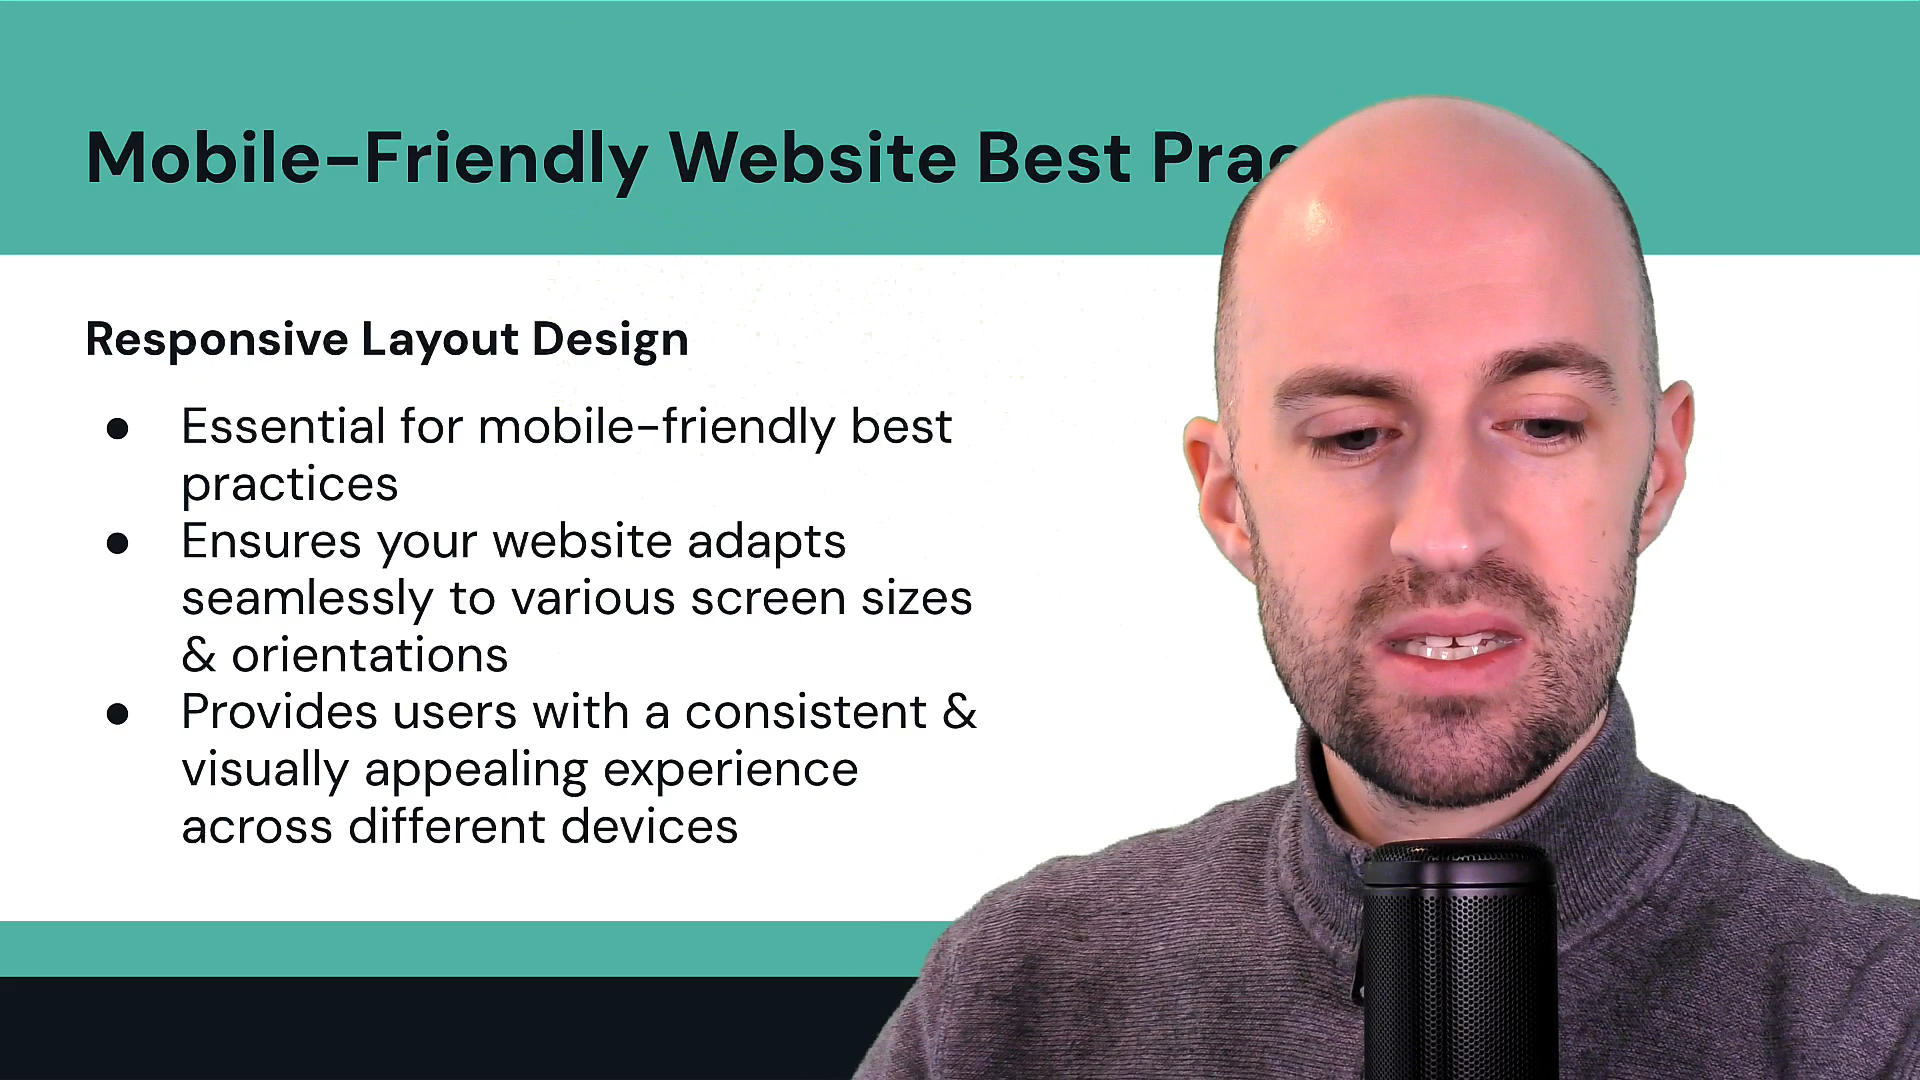 Mobile-Friendly Website Best
Responsive Layout Design
● Essential for mobile-friendly best
practices
● Ensures your website adapts
seamlessly to various screen sizes
& orientations
● Provides users with a consistent &
visually appealing experience
across different devices